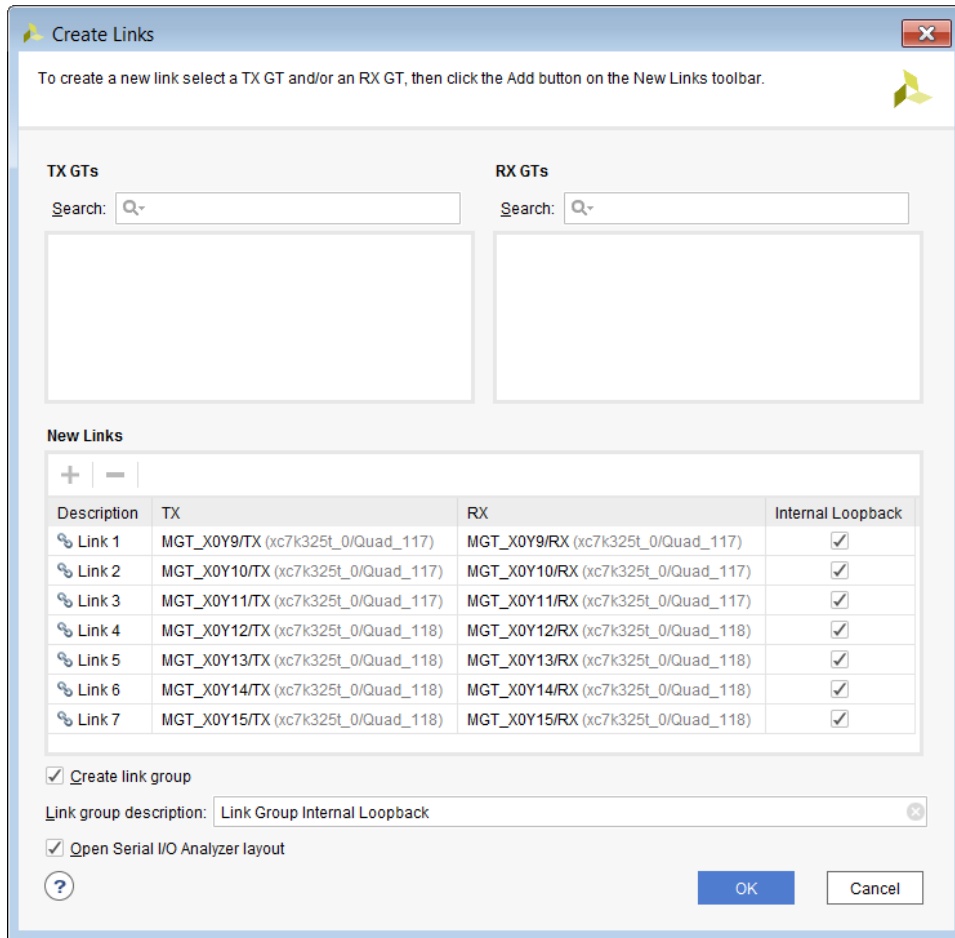 Create Links
To create a new link select a TX GT and/or an RX GT, then click the Add button on the New Links toolbar.
TX GTs
RX GTs
Search:
Search:
New Links
Description TX RX Internal Loopback
Link 1 MGT_X0Y9/TX (xc7k325t_0/Quad_117) MGT_X0Y9/RX (xc7k325t_0/Quad_117)
Link 2 MGT_X0Y10/TX (xc7k325t_0/Quad_117) MGT_X0Y10/RX (xc7k325t_0/Quad_117)
Link 3 MGT_X0Y11/TX (xc7k325t_0/Quad_117) MGT_X0Y11/RX (xc7k325t_0/Quad_117)
Link 4 MGT_X0Y12/TX (xc7k325t_0/Quad_118) MGT_X0Y12/RX (xc7k325t_0/Quad_118)
Link 5 MGT_X0Y13/TX (xc7k325t_0/Quad_118) MGT_X0Y13/RX (xc7k325t_0/Quad_118)
Link 6 MGT_X0Y14/TX (xc7k325t_0/Quad_118) MGT_X0Y14/RX (xc7k325t_0/Quad_118)
Link 7 MGT_X0Y15/TX (xc7k325t_0/Quad_118) MGT_X0Y15/RX (xc7k325t_0/Quad_118)
Create link group
Link group description: Link Group Internal Loopback
Open Serial I/O Analyzer layout
? OK Cancel